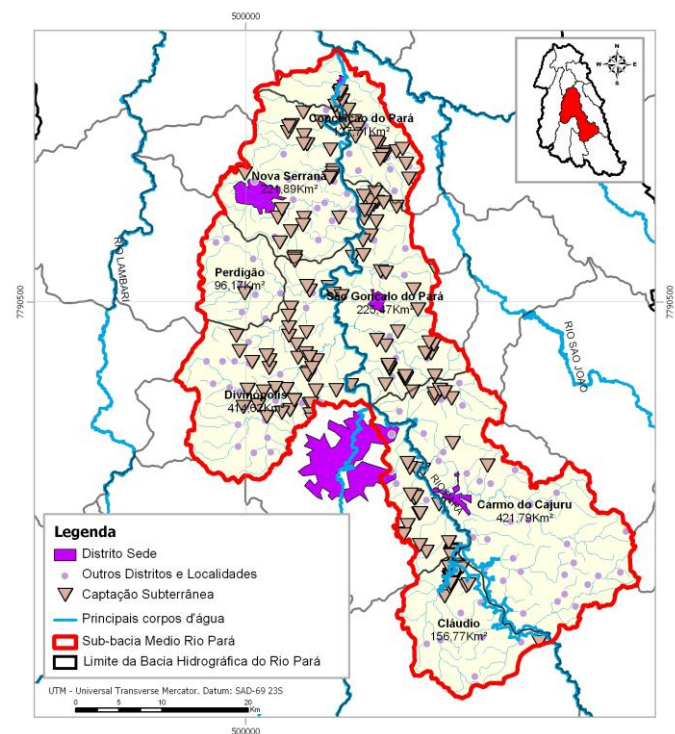 500000
N
W
E
S
Conceição do Pará
Nova Serrana
221,89Km²
Perdigão
96,17Km²
RIO LAMBARI
7790500
7790500
São Gonçalo do Pará
RIO SÃO JOÃO
Divinópolis
RIO PARÁ
Carmo do Cajuru
421,79Km²
Cláudio
156,77Km²
Legenda
Distrito Sede
Outros Distritos e Localidades
Captação Subterrânea
Principais corpos d'água
Sub-bacia Medio Rio Pará
Limite da Bacia Hidrográfica do Rio Pará
UTM - Universal Transverse Mercator. Datum: SAD-69 23S
0
5
10
20
Km
500000